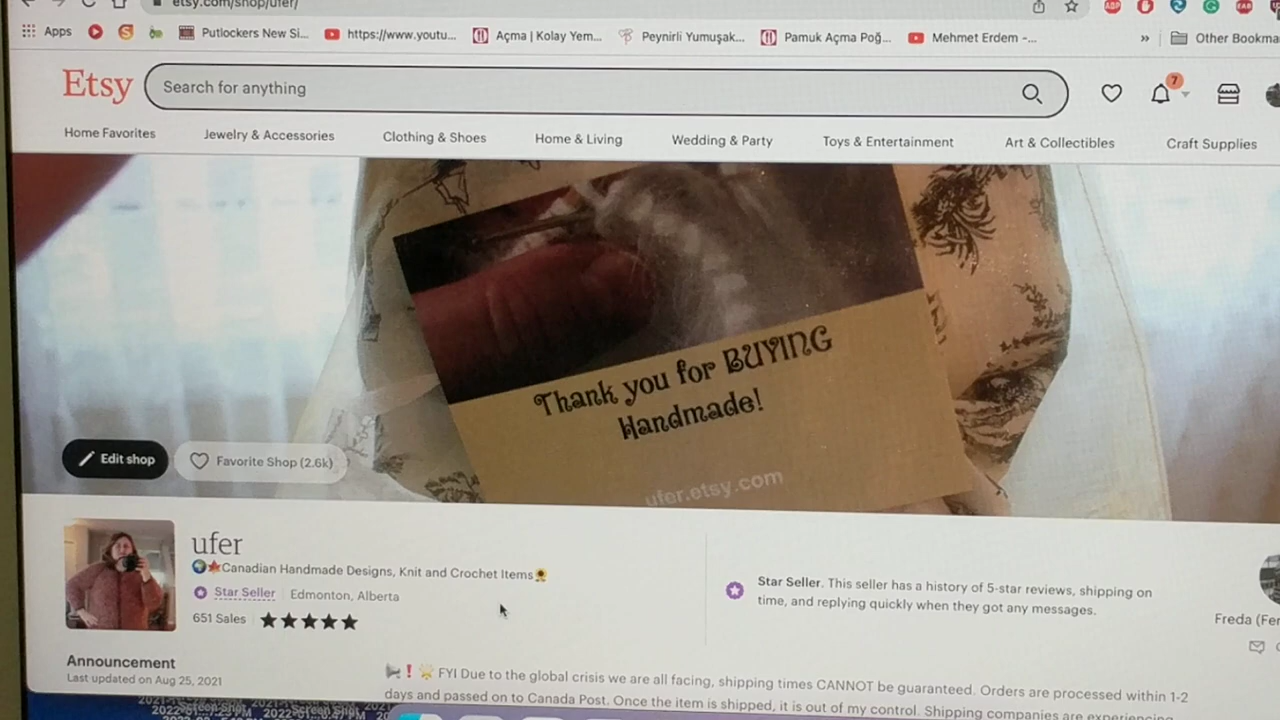 etsy.com/shop/ufer/
Apps
Putlockers New Si...
https://www.youtu...
Açma | Kolay Yem...
Peynirli Yumuşak...
Pamuk Açma Poğ...
Mehmet Erdem -...
»
Other Bookma
Etsy
Search for anything
7
Home Favorites
Jewelry & Accessories
Clothing & Shoes
Home & Living
Wedding & Party
Toys & Entertainment
Art & Collectibles
Craft Supplies
Thank you for BUYING
Handmade!
ufer.etsy.com
Edit shop
Favorite Shop (2.6k)
ufer
Canadian Handmade Designs, Knit and Crochet Items
Star Seller
Edmonton, Alberta
651 Sales
Star Seller. This seller has a history of 5-star reviews, shipping on
time, and replying quickly when they got any messages.
Freda (Fer
Announcement
Last updated on Aug 25, 2021
FYI Due to the global crisis we are all facing, shipping times CANNOT be guaranteed. Orders are processed within 1-2
days and passed on to Canada Post. Once the item is shipped, it is out of my control. Shipping companies are experiencing